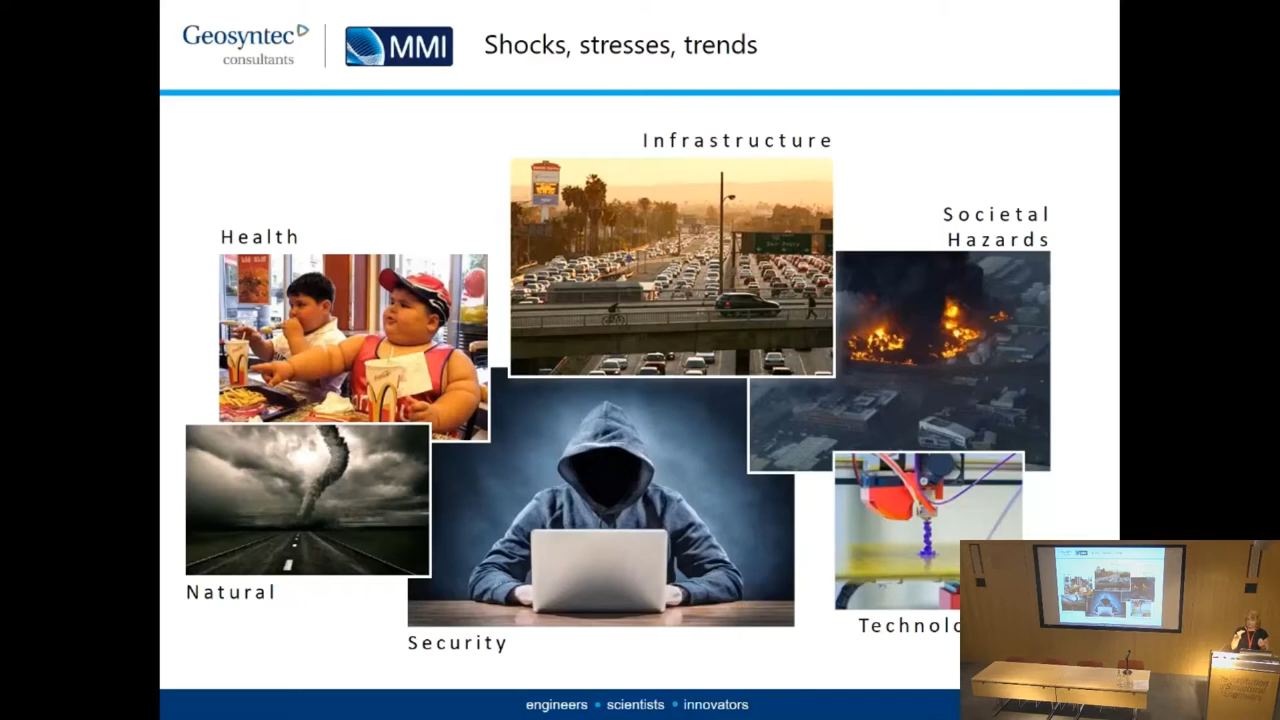 Geosyntec
consultants
MMI
Shocks, stresses, trends
Infrastructure
Societal
Hazards
Health
Natural
Security
Technolo
engineers • scientists • innovators